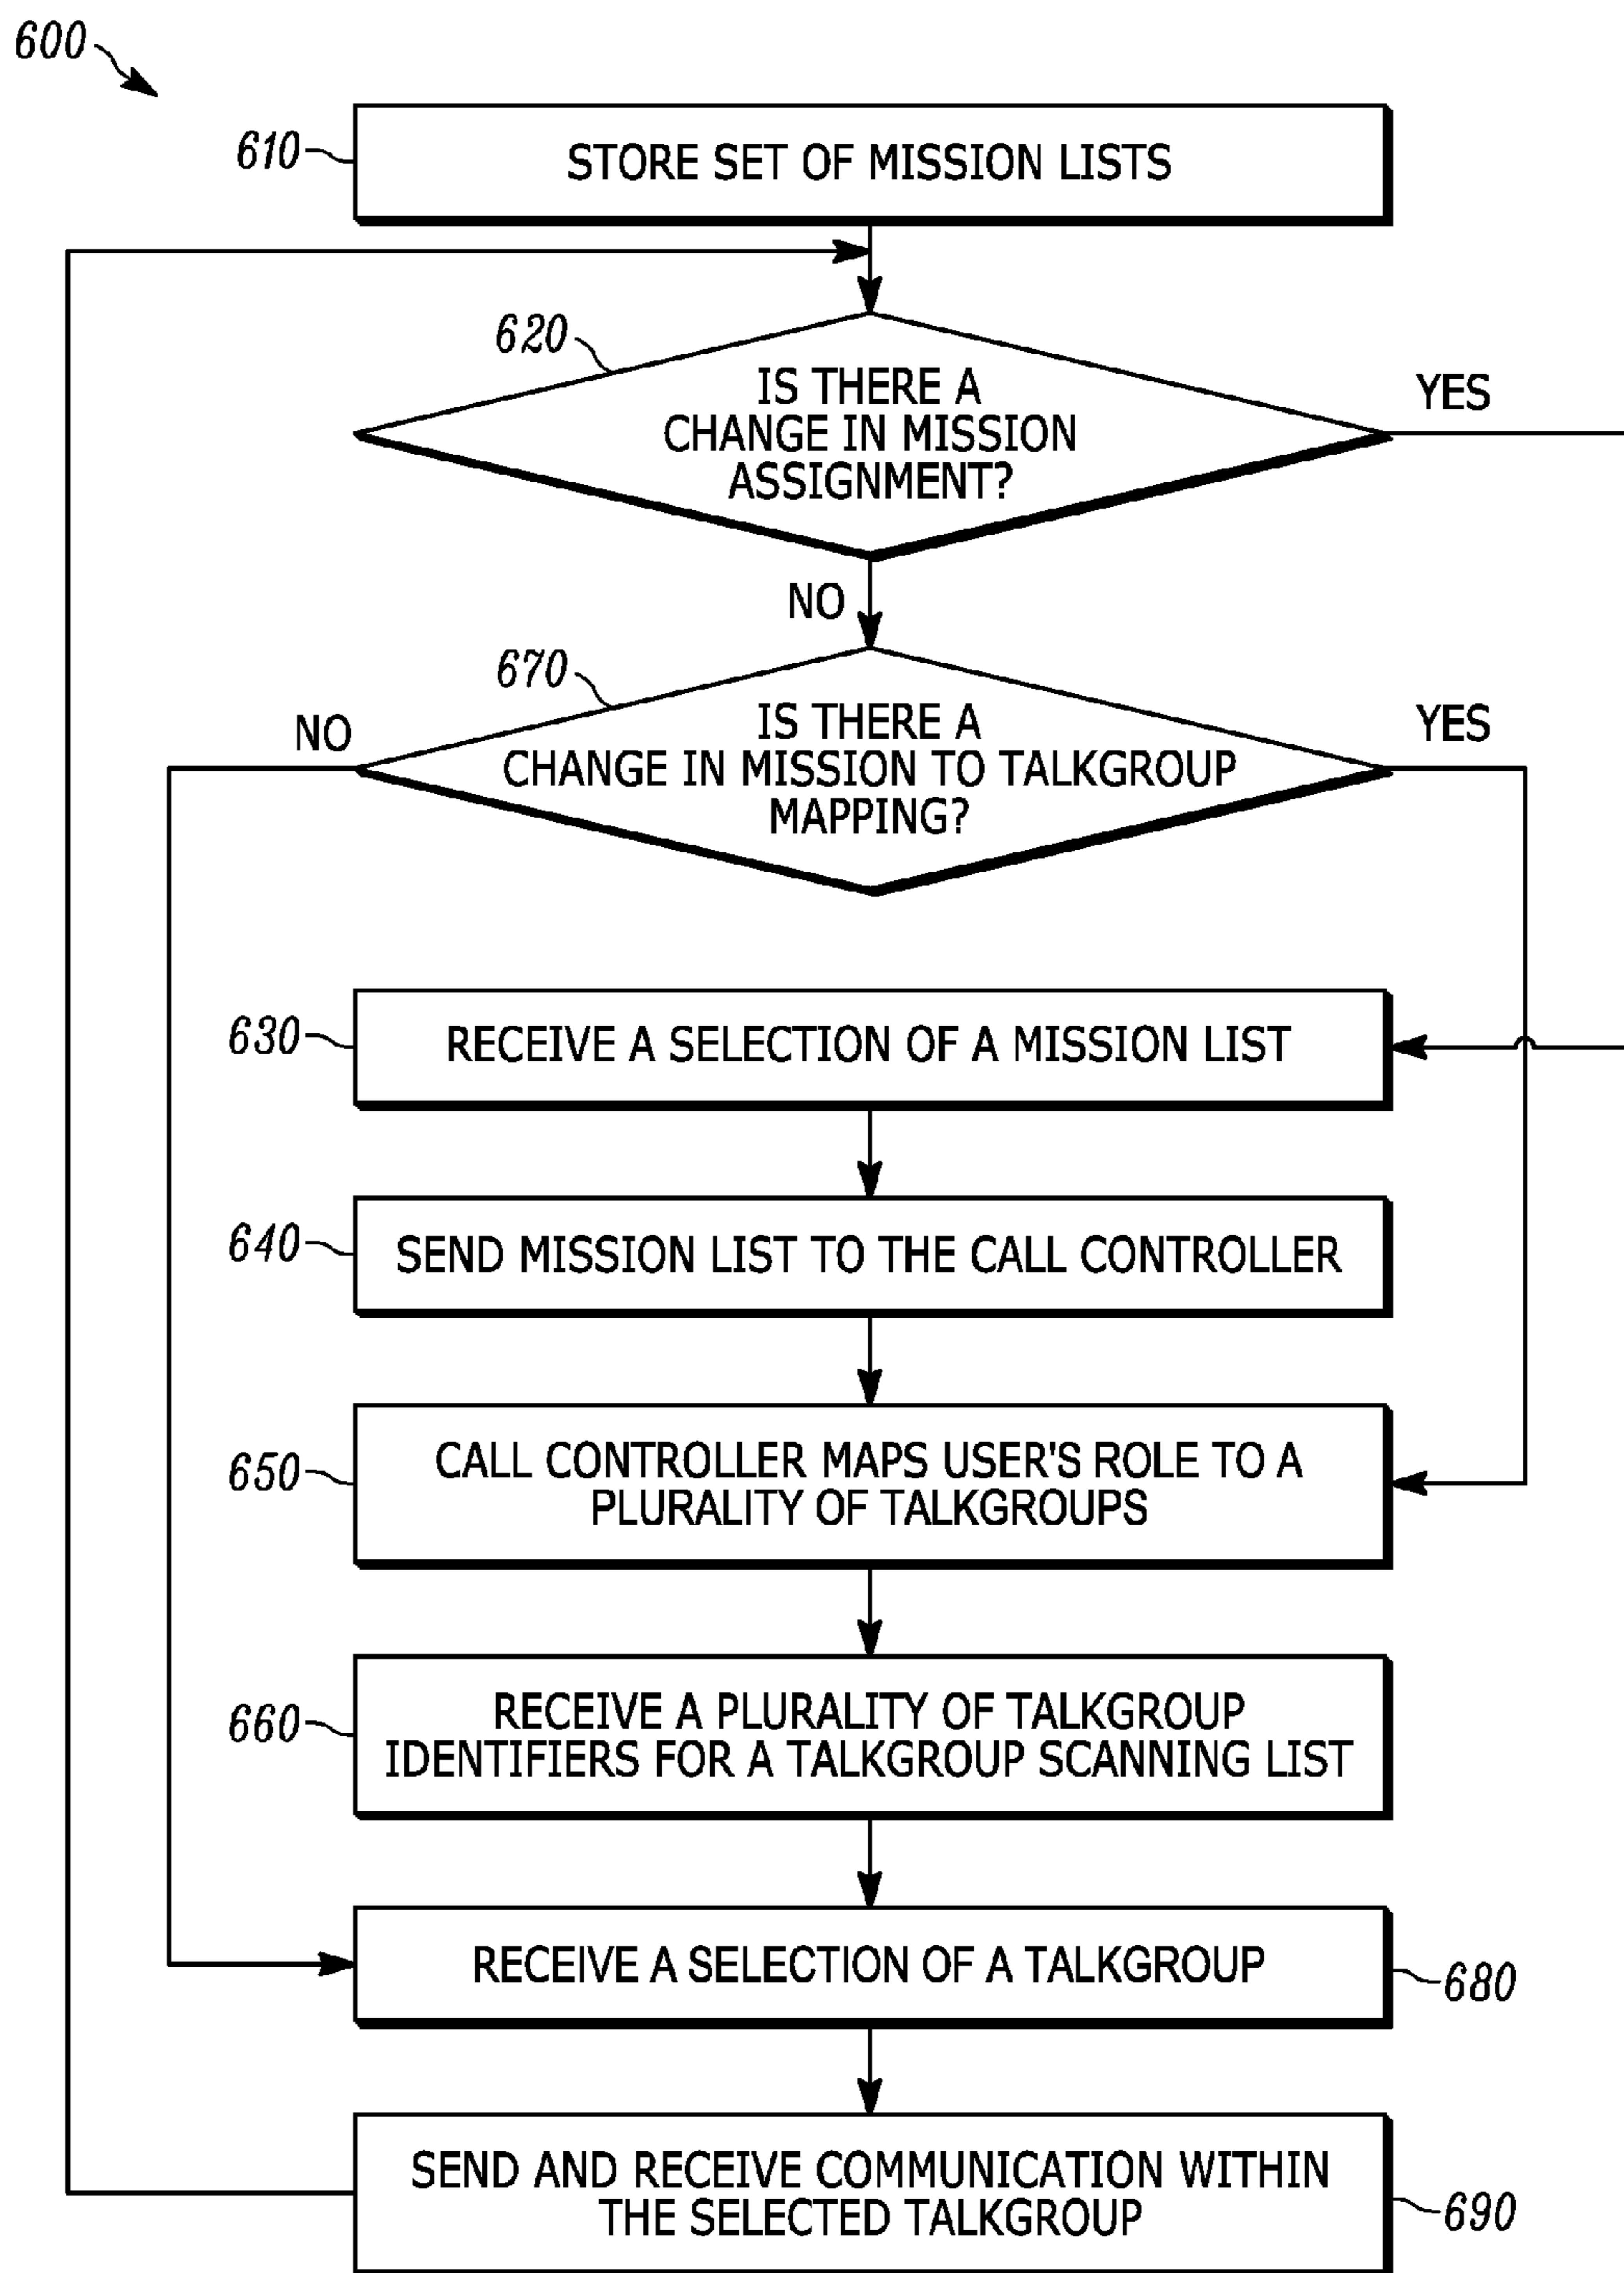 600
610
STORE SET OF MISSION LISTS
620
IS THERE A
CHANGE IN MISSION
ASSIGNMENT?
YES
NO
670
IS THERE A
CHANGE IN MISSION TO TALKGROUP
MAPPING?
NO
YES
630
RECEIVE A SELECTION OF A MISSION LIST
640
SEND MISSION LIST TO THE CALL CONTROLLER
650
CALL CONTROLLER MAPS USER'S ROLE TO A
PLURALITY OF TALKGROUPS
660
RECEIVE A PLURALITY OF TALKGROUP
IDENTIFIERS FOR A TALKGROUP SCANNING LIST
RECEIVE A SELECTION OF A TALKGROUP
680
SEND AND RECEIVE COMMUNICATION WITHIN
THE SELECTED TALKGROUP
690